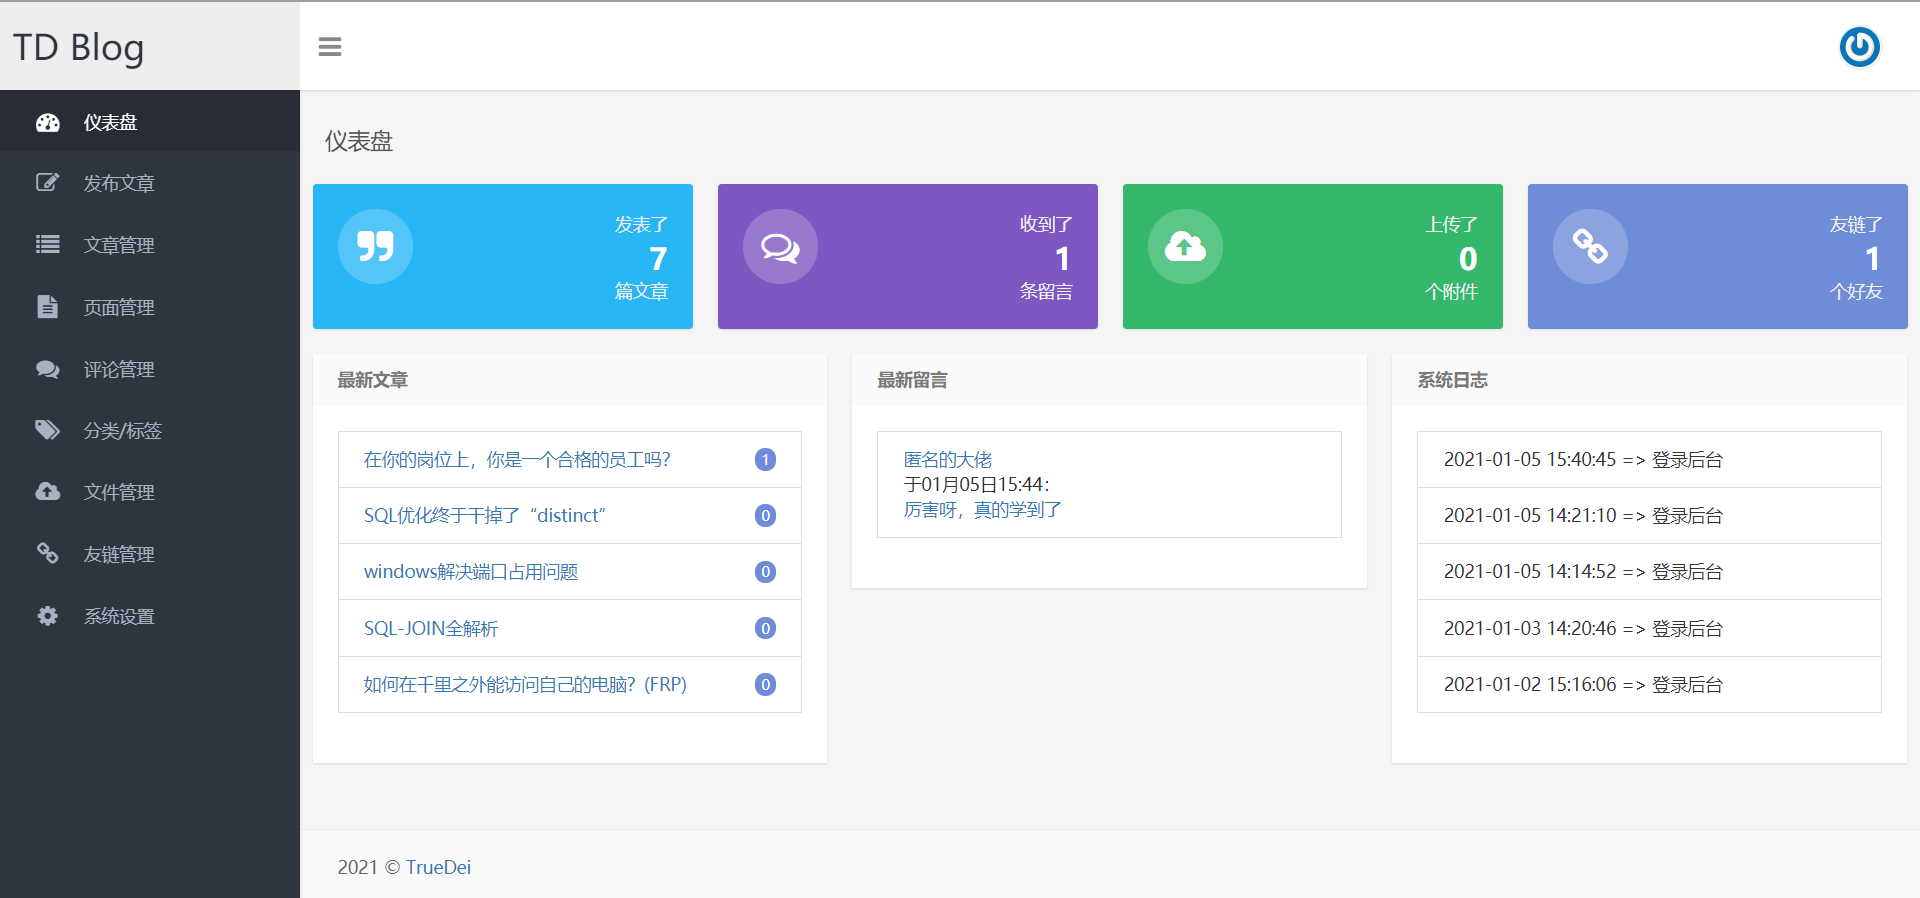 TD Blog
仪表盘
发布文章
文章管理
页面管理
评论管理
分类/标签
文件管理
友链管理
系统设置
仪表盘
发表了
7
篇文章
收到了
1
条留言
上传了
0
个附件
友链了
1
个好友
最新文章
在你的岗位上，你是一个合格的员工吗？ 1
SQL优化终于干掉了“distinct” 0
windows解决端口占用问题 0
SQL-JOIN全解析 0
如何在千里之外能访问自己的电脑？(FRP) 0
最新留言
匿名的大佬
于01月05日15:44：
厉害呀，真的学到了
系统日志
2021-01-05 15:40:45 => 登录后台
2021-01-05 14:21:10 => 登录后台
2021-01-05 14:14:52 => 登录后台
2021-01-03 14:20:46 => 登录后台
2021-01-02 15:16:06 => 登录后台
2021 © TrueDei